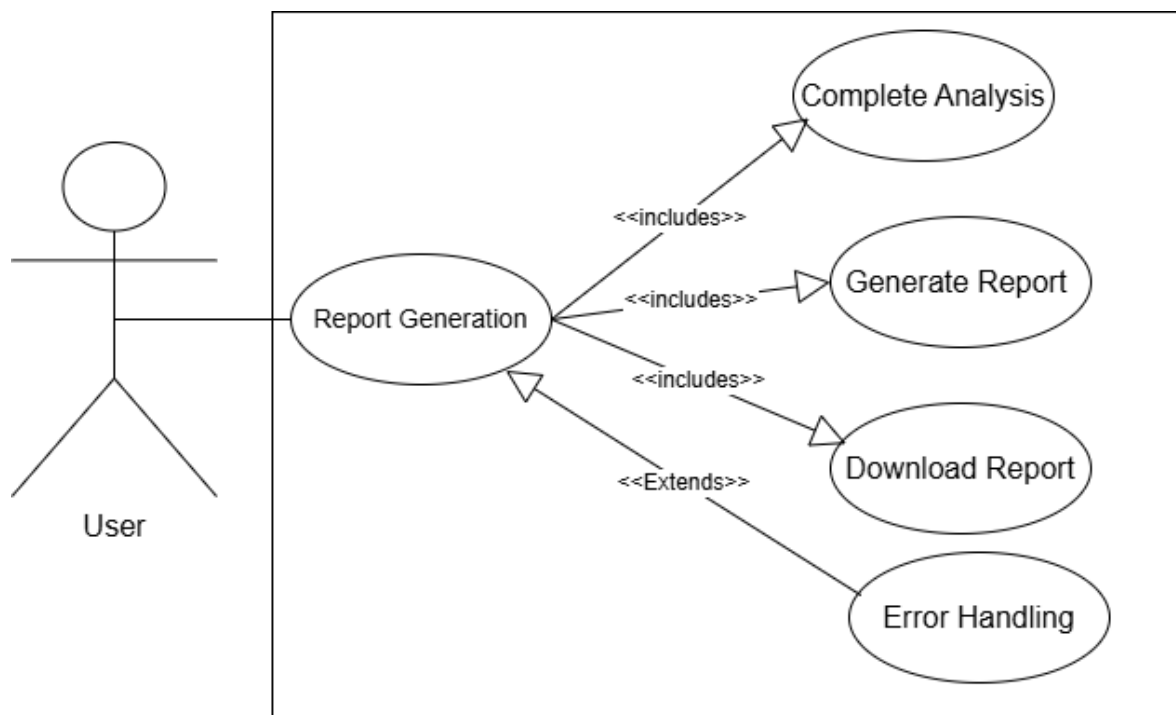 Complete Analysis
<<includes>>
Generate Report
<<includes>>
Report Generation
<<includes>>
Download Report
<<Extends>>
User
Error Handling